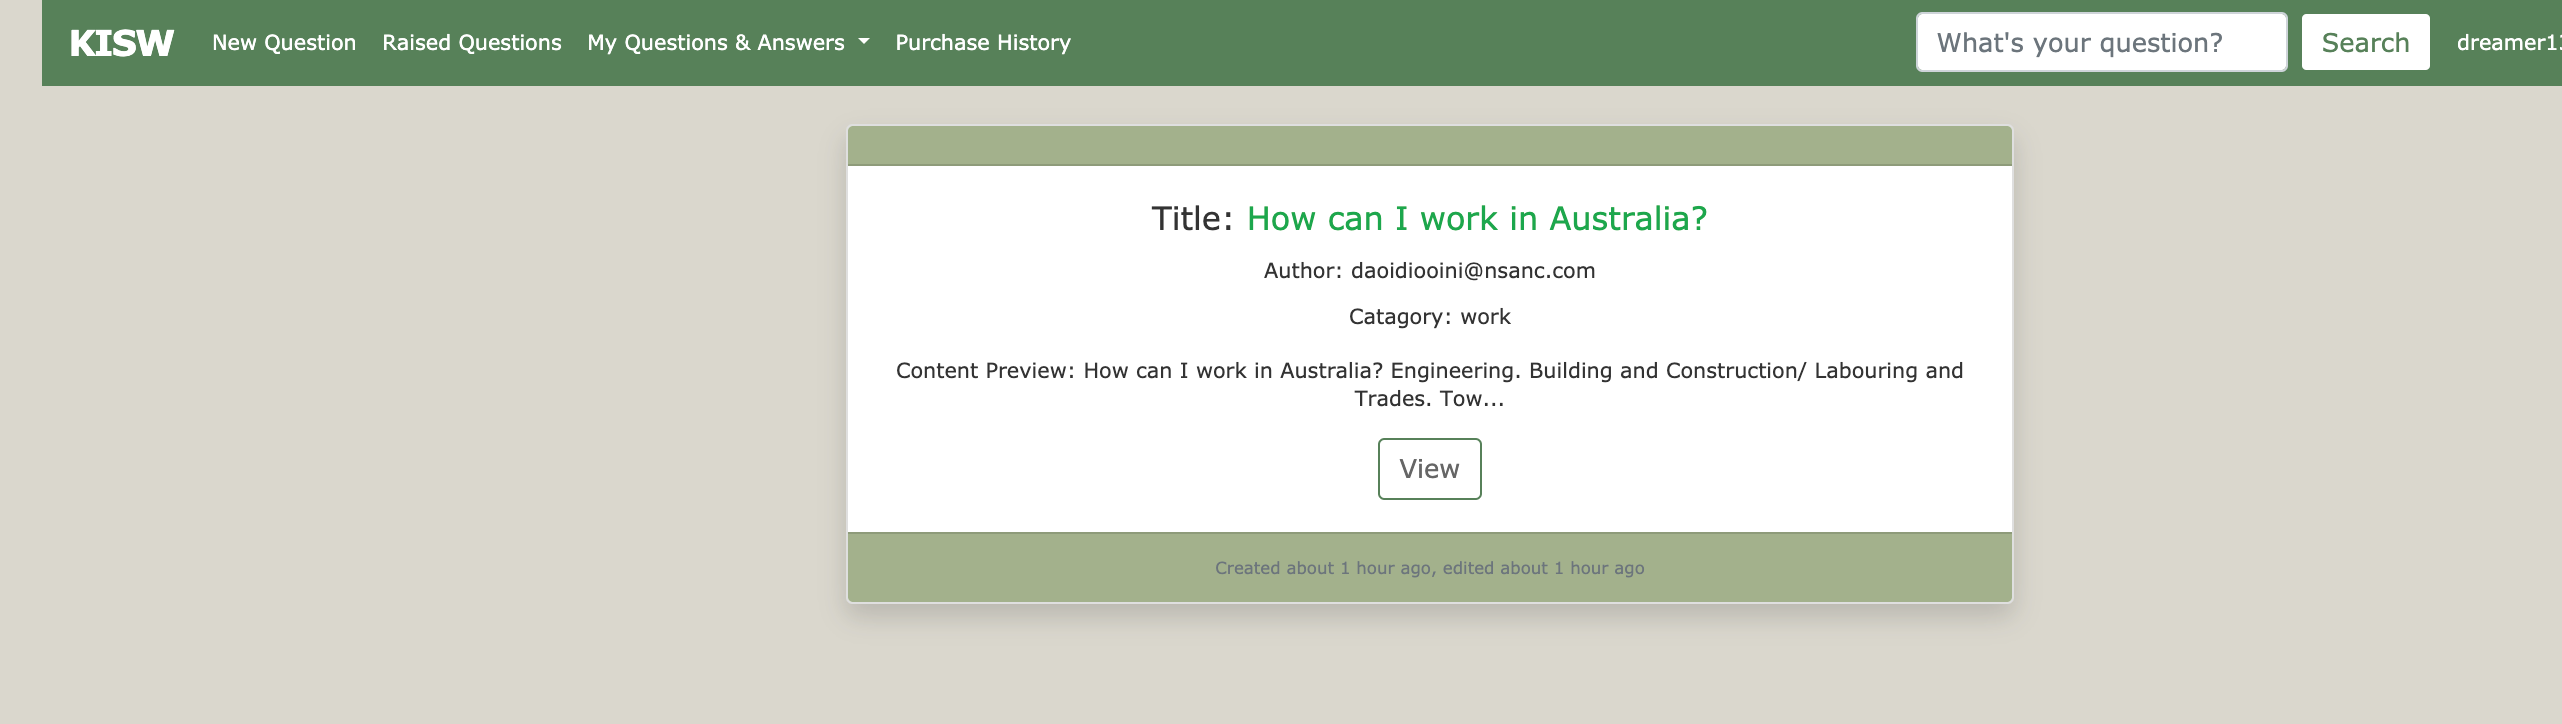 KISW New Question Raised Questions My Questions & Answers Purchase History What's your question? Search
Title: How can I work in Australia?
Author: daoidiooini@nsanc.com
Catagory: work
Content Preview: How can I work in Australia? Engineering. Building and Construction/ Labouring and
Trades. Tow...
View
Created about 1 hour ago, edited about 1 hour ago